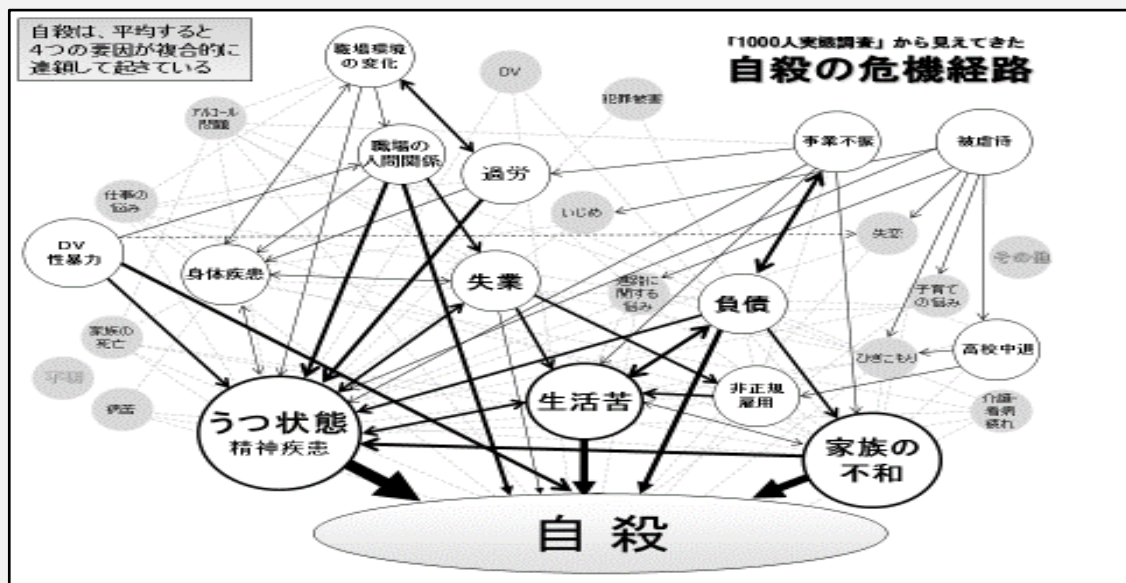 自殺は、平均すると
4つの要因が複合的に
連鎖して起きている
「1000人実態調査」から見えてきた
自殺の危機経路
職場環境
の変化
DV
犯罪被害
アルコール
問題
職場の
人間関係
過労
事業不振
被虐待
仕事の
悩み
いじめ
失恋
DV
性暴力
身体疾患
失業
進路に
関する
悩み
負債
子育て
の悩み
その他
家族の
死亡
ひきこもり
高校中退
不明
病苦
うつ状態
精神疾患
生活苦
非正規
雇用
介護・
看病
疲れ
家族の
不和
自殺